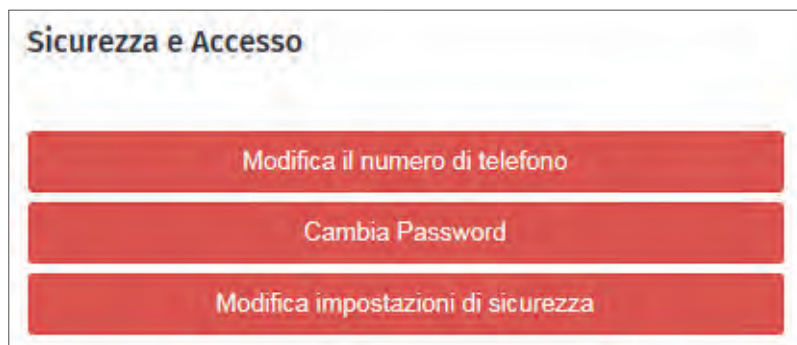 Sicurezza e Accesso
Modifica il numero di telefono
Cambia Password
Modifica impostazioni di sicurezza